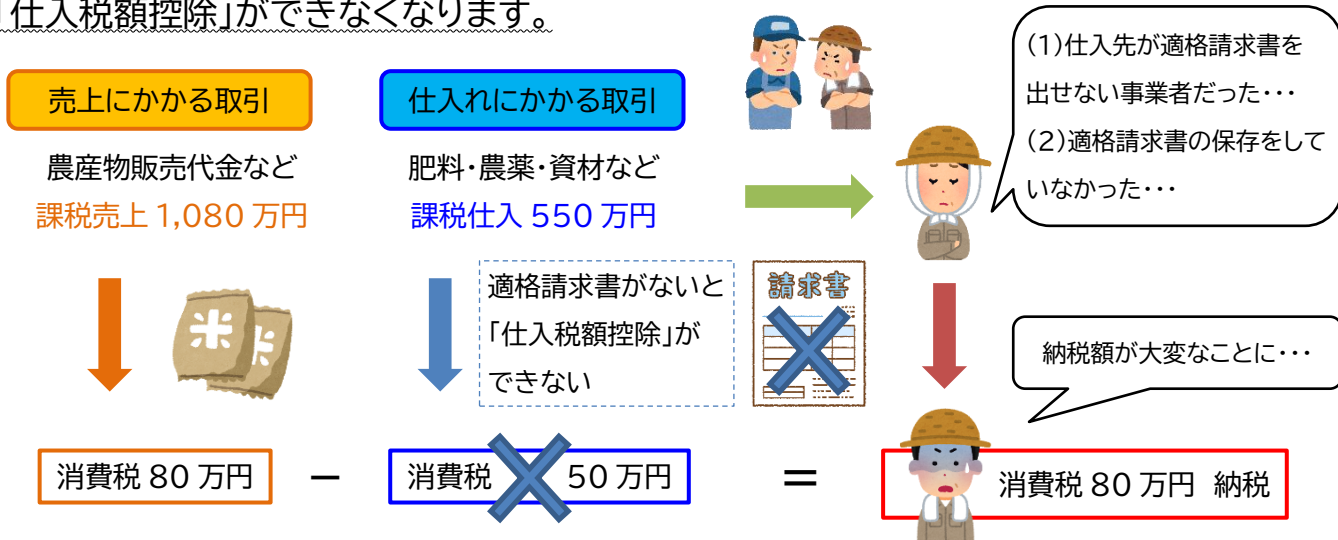 「仕入税額控除」ができなくなります。
売上にかかる取引
農産物販売代金など
課税売上 1,080 万円
仕入れにかかる取引
肥料・農薬・資材など
課税仕入 550 万円
(1)仕入先が適格請求書を
出せない事業者だった・・・
(2)適格請求書の保存をして
いなかった・・・
米
適格請求書がないと
「仕入税額控除」が
できない
請求書
納税額が大変なことに・・・
消費税 80 万円
－
消費税 50 万円
＝
消費税 80 万円 納税